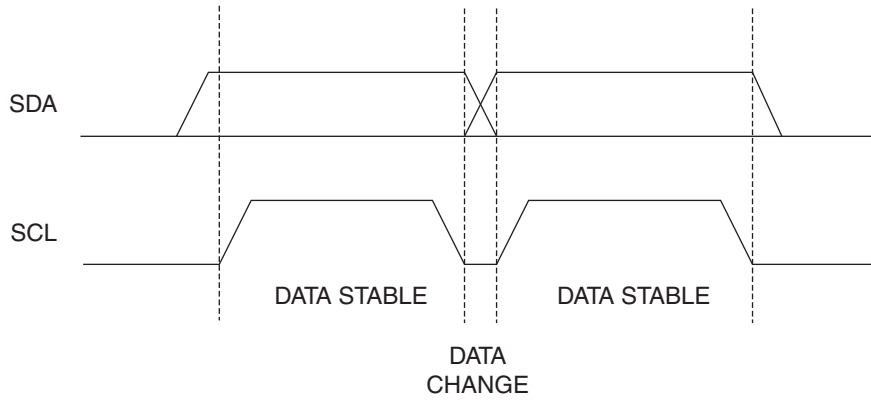 SDA
SCL
DATA STABLE
DATA STABLE
DATA
CHANGE